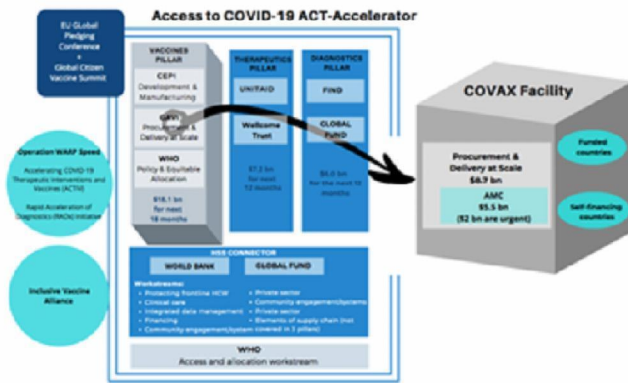 Access to COVID-19 ACT-Accelerator
EU GLobal
Pledging
Conference
+
Global Citizen
Vaccine Summit
VACCINES
PILLAR
CEPI
Development &
Manufacturing
GAVI
Procurement &
Delivery at Scale
WHO
Policy & Equitable
Allocation
$18.1 bn
for next
18 months
THERAPEUTICS
PILLAR
UNITAID
Wellcome
Trust
$7.2 bn
for next
12 months
DIAGNOSTICS
PILLAR
FIND
GLOBAL
FUND
$6.0 bn
for the next 12
months
Operation WARP Speed
Accelerating COVID-19
Therapeutic Interventions and
Vaccines (ACTIV)
Rapid Acceleration of
Diagnostics (RADx) Initiative
Inclusive Vaccine
Alliance
HSS CONNECTOR
WORLD BANK
GLOBAL FUND
Workstreams:
• Protecting frontline HCW
• Clinical care
• Integrated data management
• Financing
• Community engagement/system
• Private sector
• Community engagement/systems
• Private sector
• Elements of supply chain (not
covered in 3 pillars)
WHO
Access and allocation workstream
COVAX Facility
Procurement &
Delivery at Scale
AMC
$5.5 bn
($2 bn are urgent)
Funded
countries
Self-financing
countries